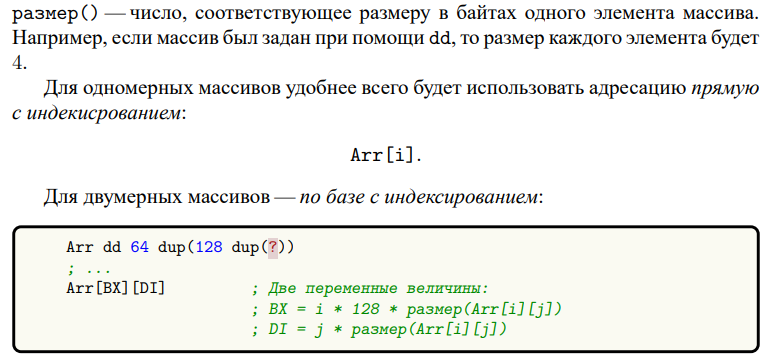 размер() — число, соответствующее размеру в байтах одного элемента массива.
Например, если массив был задан при помощи dd, то размер каждого элемента будет
4.
Для одномерных массивов удобнее всего будет использовать адресацию прямую
с индекисрованием:
Arr[i].
Для двумерных массивов — по базе с индексированием:
Arr dd 64 dup(128 dup(?))
; ...
Arr[BX][DI] ; Две переменные величины:
; BX = i * 128 * размер(Arr[i][j])
; DI = j * размер(Arr[i][j])